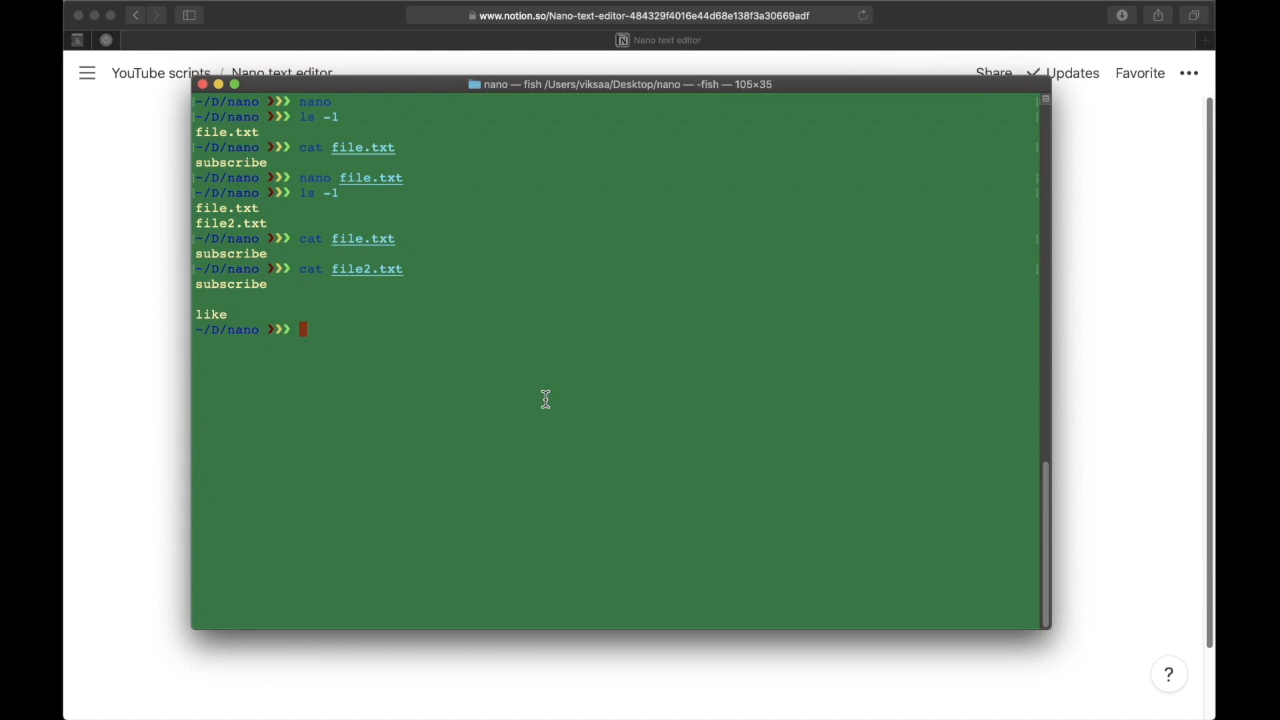 www.notion.so/Nano-text-editor-484329f4016e44d68e138f3a30669adf
Nano text editor
YouTube scripts / Nano text editor
Share ✓ Updates Favorite •••
nano — fish /Users/viksaa/Desktop/nano — -fish — 105×35
~/D/nano ❯❯❯ nano
~/D/nano ❯❯❯ ls -1
file.txt
~/D/nano ❯❯❯ cat file.txt
subscribe
~/D/nano ❯❯❯ nano file.txt
~/D/nano ❯❯❯ ls -1
file.txt
file2.txt
~/D/nano ❯❯❯ cat file.txt
subscribe
~/D/nano ❯❯❯ cat file2.txt
subscribe
like
~/D/nano ❯❯❯
?